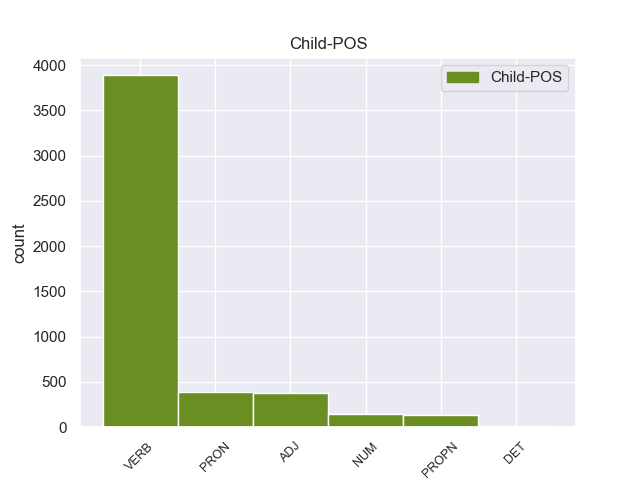 Child-POS
Child-POS
4000
3500
3000
2500
2000
1500
1000
500
0
count
VERB
PRON
ADJ
NUM
PROPN
DET